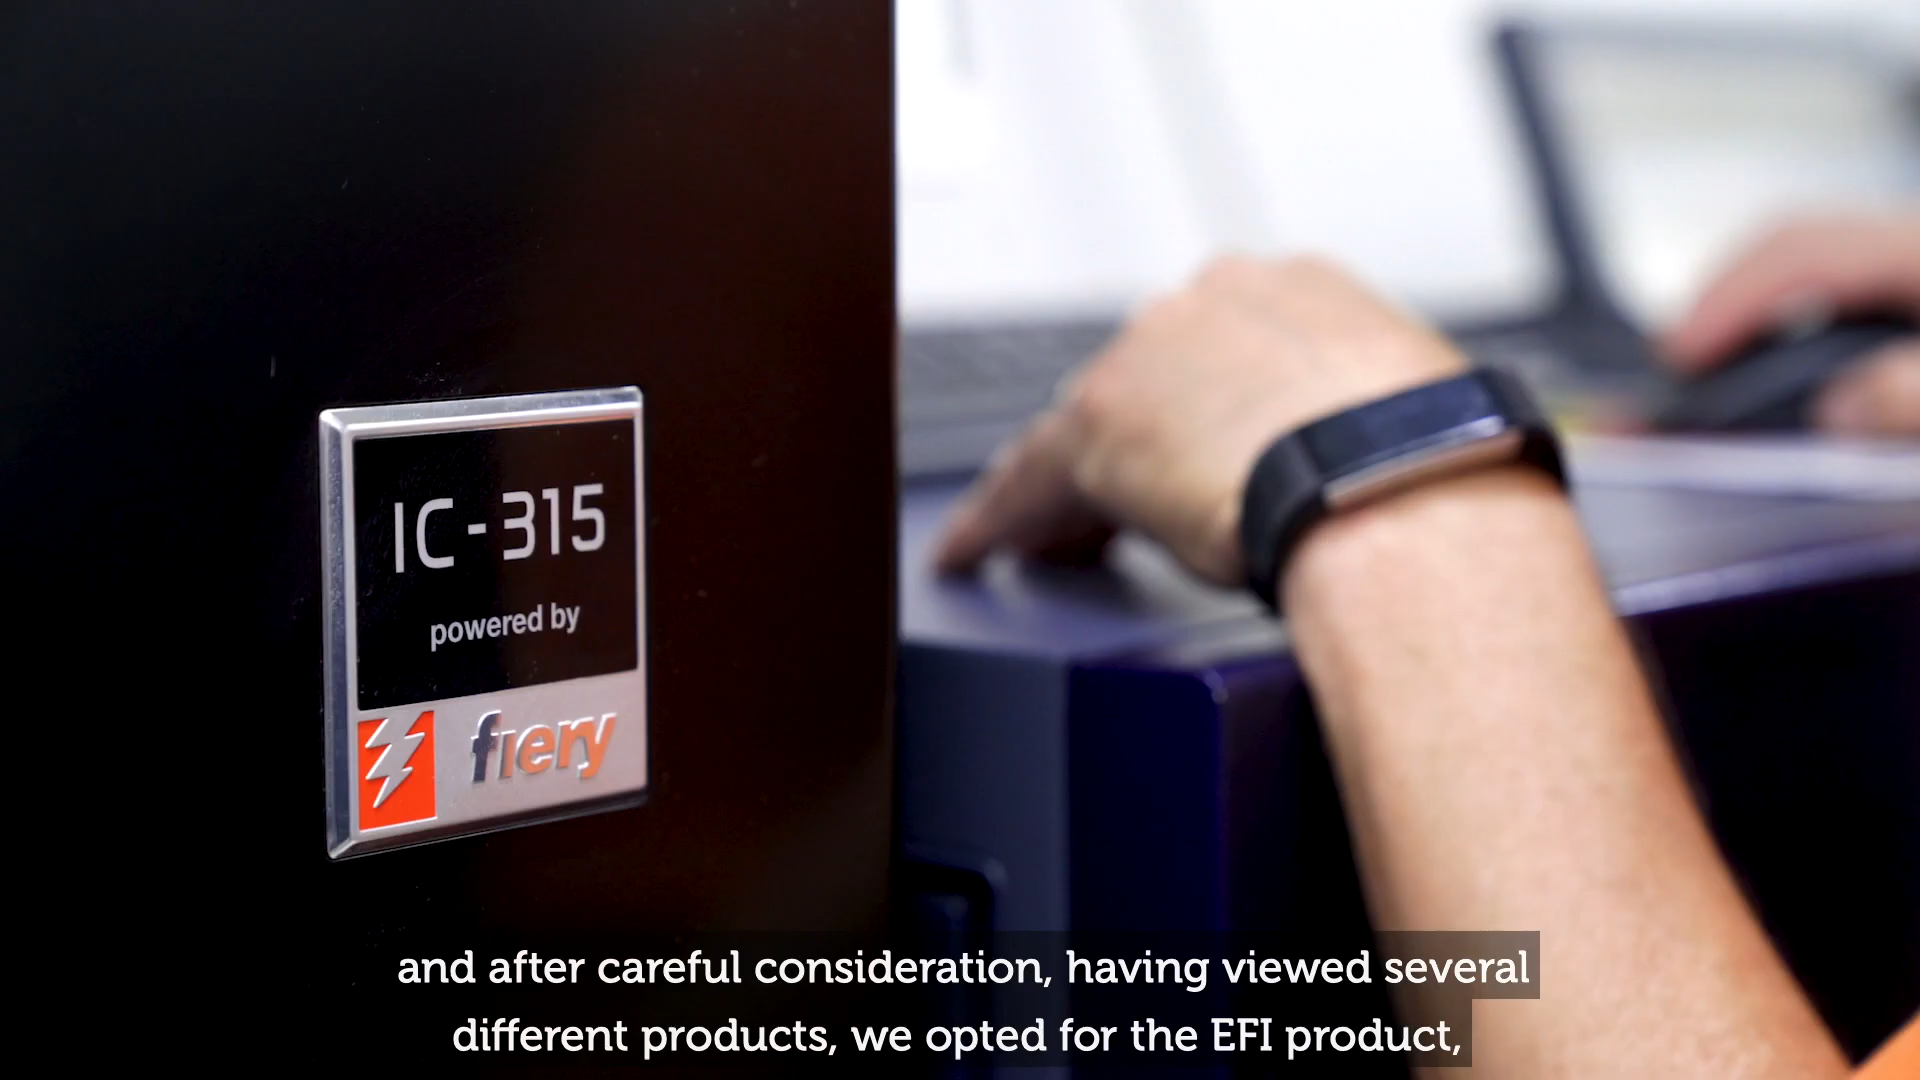 IC-315
powered by
fiery
and after careful consideration, having viewed several
different products, we opted for the EFI product,